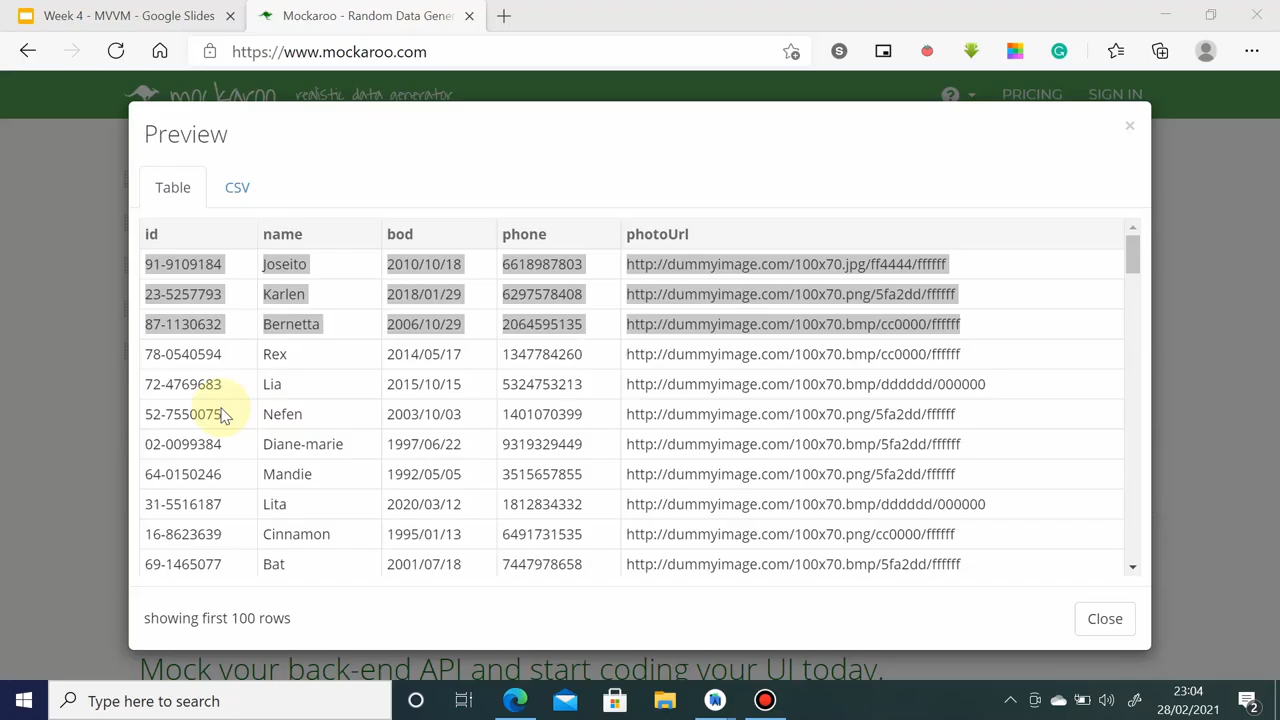 Week 4 - MVVM - Google Slides
Mockaroo - Random Data Gene
https://www.mockaroo.com
mockaroo realistic data generator
PRICING
SIGN IN
Preview
Table
CSV
id name bod phone photoUrl
91-9109184 Joseito 2010/10/18 6618987803 http://dummyimage.com/100x70.jpg/ff4444/ffffff
23-5257793 Karlen 2018/01/29 6297578408 http://dummyimage.com/100x70.png/5fa2dd/ffffff
87-1130632 Bernetta 2006/10/29 2064595135 http://dummyimage.com/100x70.bmp/cc0000/ffffff
78-0540594 Rex 2014/05/17 1347784260 http://dummyimage.com/100x70.bmp/cc0000/ffffff
72-4769683 Lia 2015/10/15 5324753213 http://dummyimage.com/100x70.bmp/dddddd/000000
52-7550075 Nefen 2003/10/03 1401070399 http://dummyimage.com/100x70.png/5fa2dd/ffffff
02-0099384 Diane-marie 1997/06/22 9319329449 http://dummyimage.com/100x70.bmp/5fa2dd/ffffff
64-0150246 Mandie 1992/05/05 3515657855 http://dummyimage.com/100x70.png/5fa2dd/ffffff
31-5516187 Lita 2020/03/12 1812834332 http://dummyimage.com/100x70.bmp/dddddd/000000
16-8623639 Cinnamon 1995/01/13 6491731535 http://dummyimage.com/100x70.png/cc0000/ffffff
69-1465077 Bat 2001/07/18 7447978658 http://dummyimage.com/100x70.bmp/5fa2dd/ffffff
showing first 100 rows
Close
Mock your back-end API and start coding your UI today.
Type here to search
23:04
28/02/2021
2